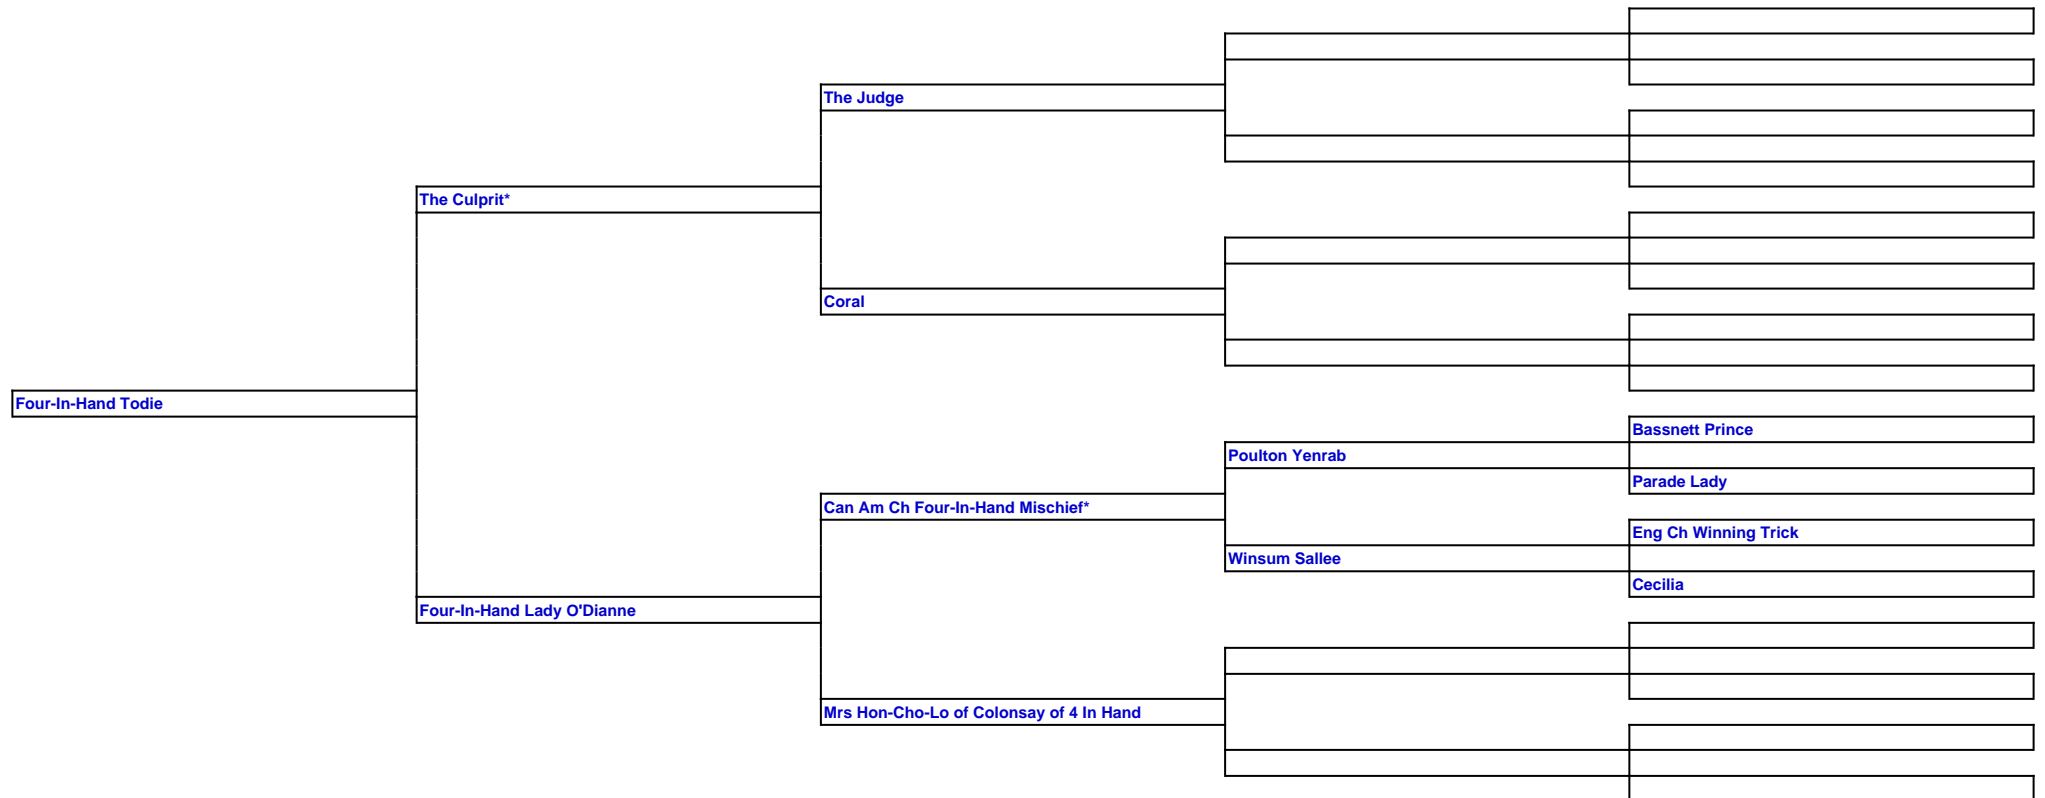 The Judge
The Culprit*
Coral
Four-In-Hand Todie
Bassnett Prince
Poulton Yenrab
Parade Lady
Can Am Ch Four-In-Hand Mischief*
Eng Ch Winning Trick
Winsum Sallee
Cecilia
Four-In-Hand Lady O'Dianne
Mrs Hon-Cho-Lo of Colonsay of 4 In Hand